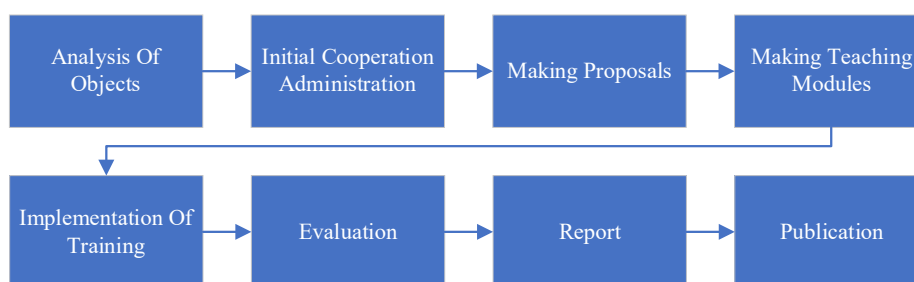 Analysis Of
Objects
Initial Cooperation
Administration
Making Proposals
Making Teaching
Modules
Implementation Of
Training
Evaluation
Report
Publication